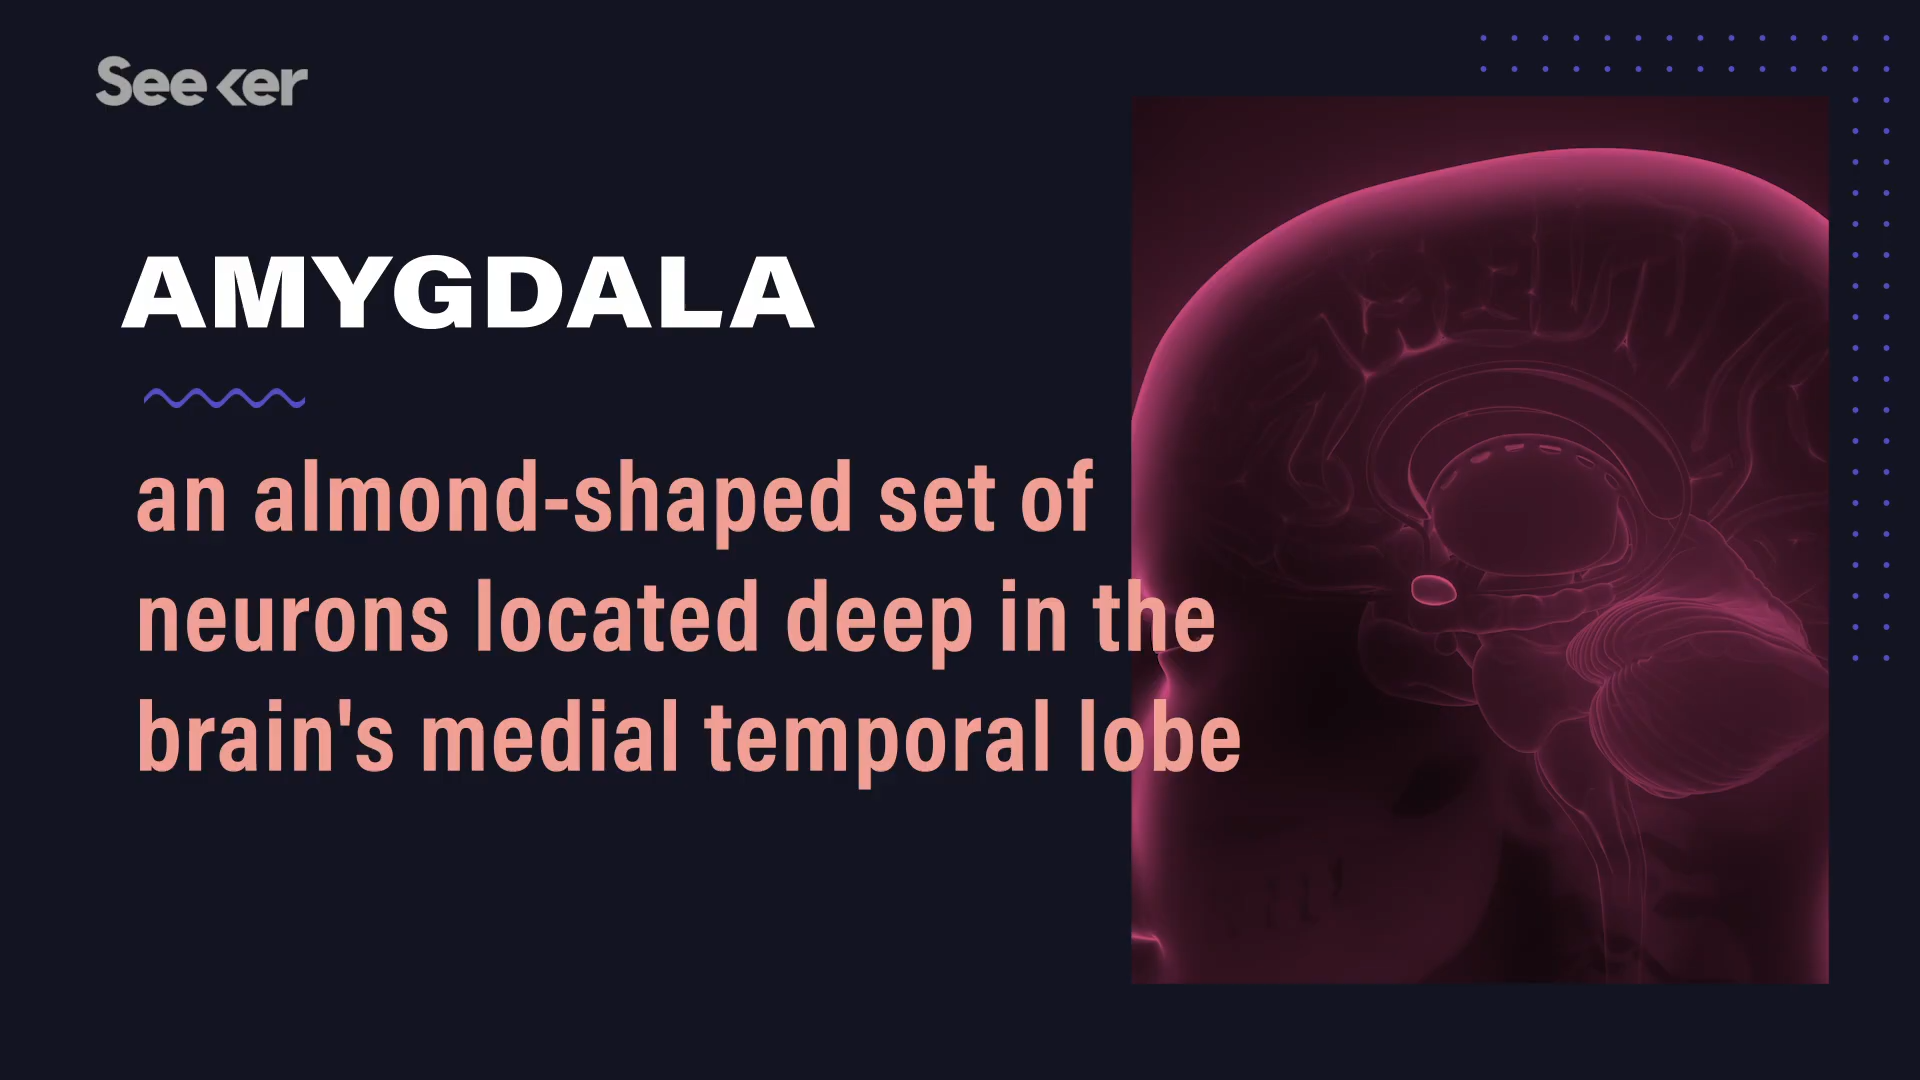 Seeker
AMYGDALA
an almond-shaped set of
neurons located deep in the
brain's medial temporal lobe